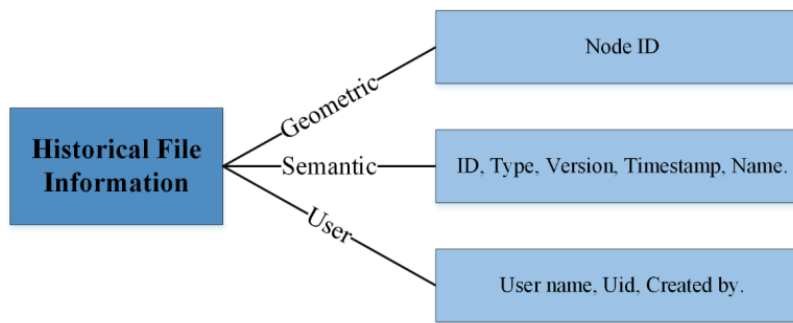 Historical File
Information
Geometric
Node ID
Semantic
ID, Type, Version, Timestamp, Name.
User
User name, Uid, Created by.